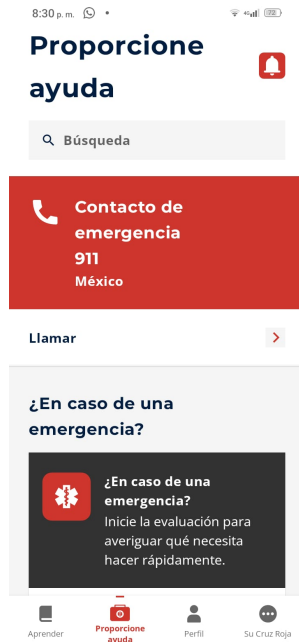 8:30 p. m.
4G
Proporcione
ayuda
Búsqueda
Contacto de
emergencia
911
México
Llamar
¿En caso de una
emergencia?
¿En caso de una
emergencia?
Inicie la evaluación para
averiguar qué necesita
hacer rápidamente.
Aprender
Proporcione
ayuda
Perfil
Su Cruz Roja